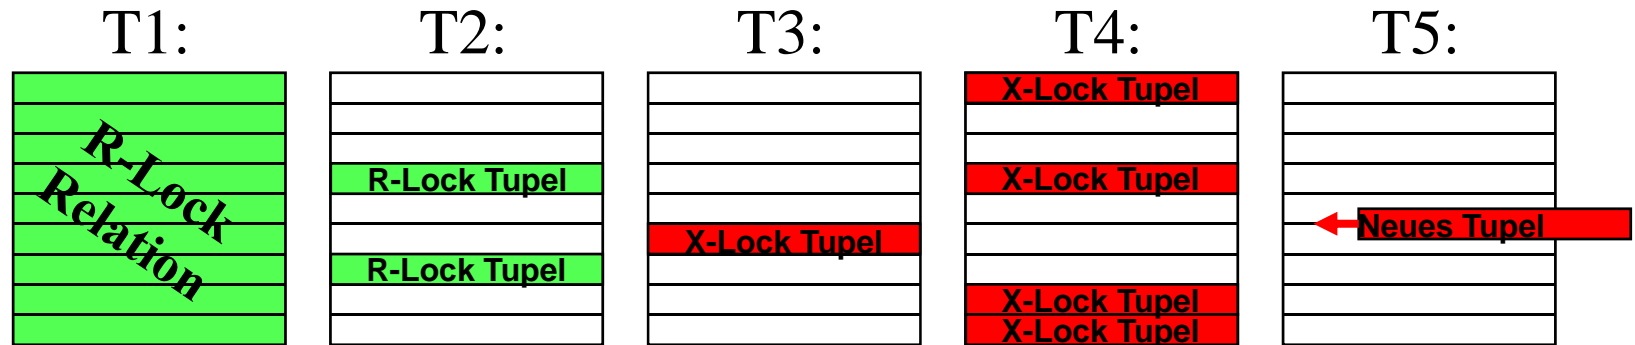 T1:
T2:
T3:
T4:
T5:
R-Lock
Relation
R-Lock Tupel
R-Lock Tupel
X-Lock Tupel
X-Lock Tupel
X-Lock Tupel
X-Lock Tupel
X-Lock Tupel
Neues Tupel